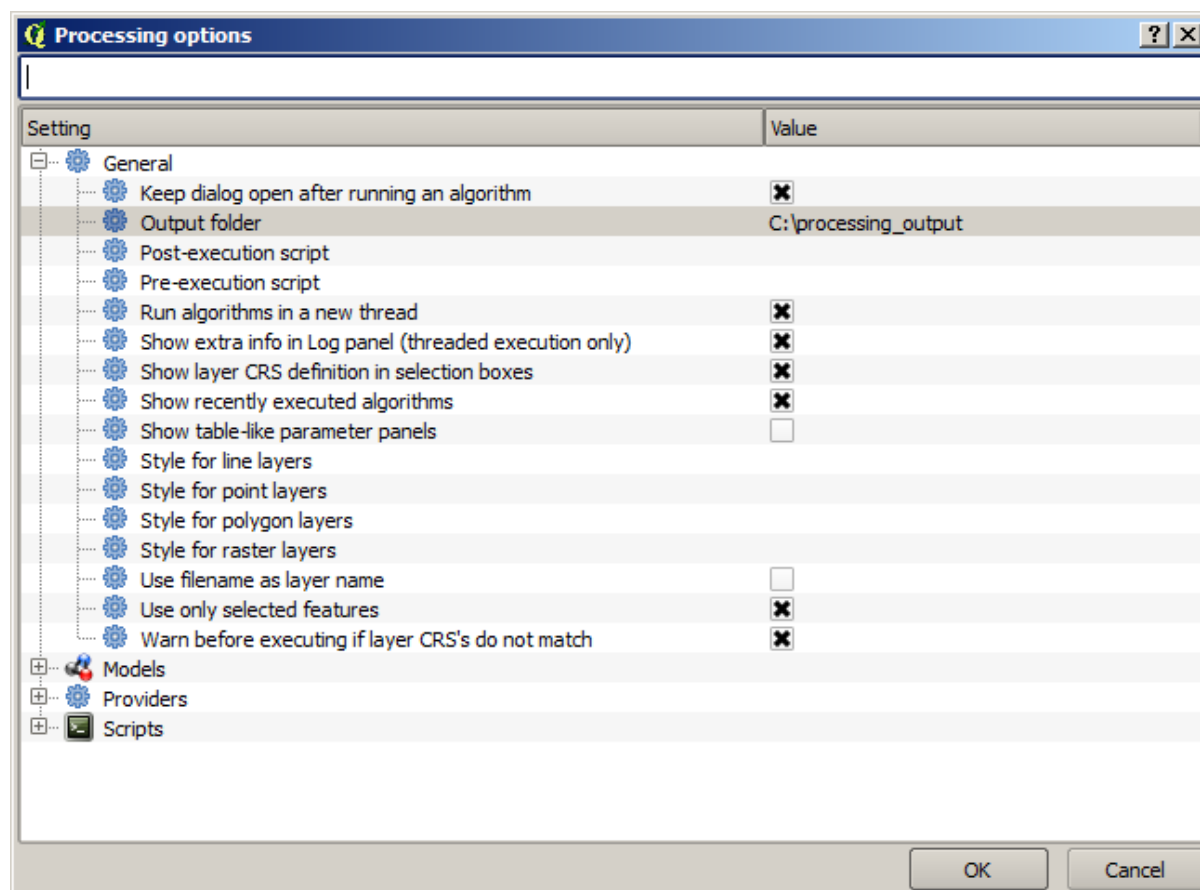 Processing options
Setting Value
General
Keep dialog open after running an algorithm
Output folder C:\processing_output
Post-execution script
Pre-execution script
Run algorithms in a new thread
Show extra info in Log panel (threaded execution only)
Show layer CRS definition in selection boxes
Show recently executed algorithms
Show table-like parameter panels
Style for line layers
Style for point layers
Style for polygon layers
Style for raster layers
Use filename as layer name
Use only selected features
Warn before executing if layer CRS's do not match
Models
Providers
Scripts
OK Cancel